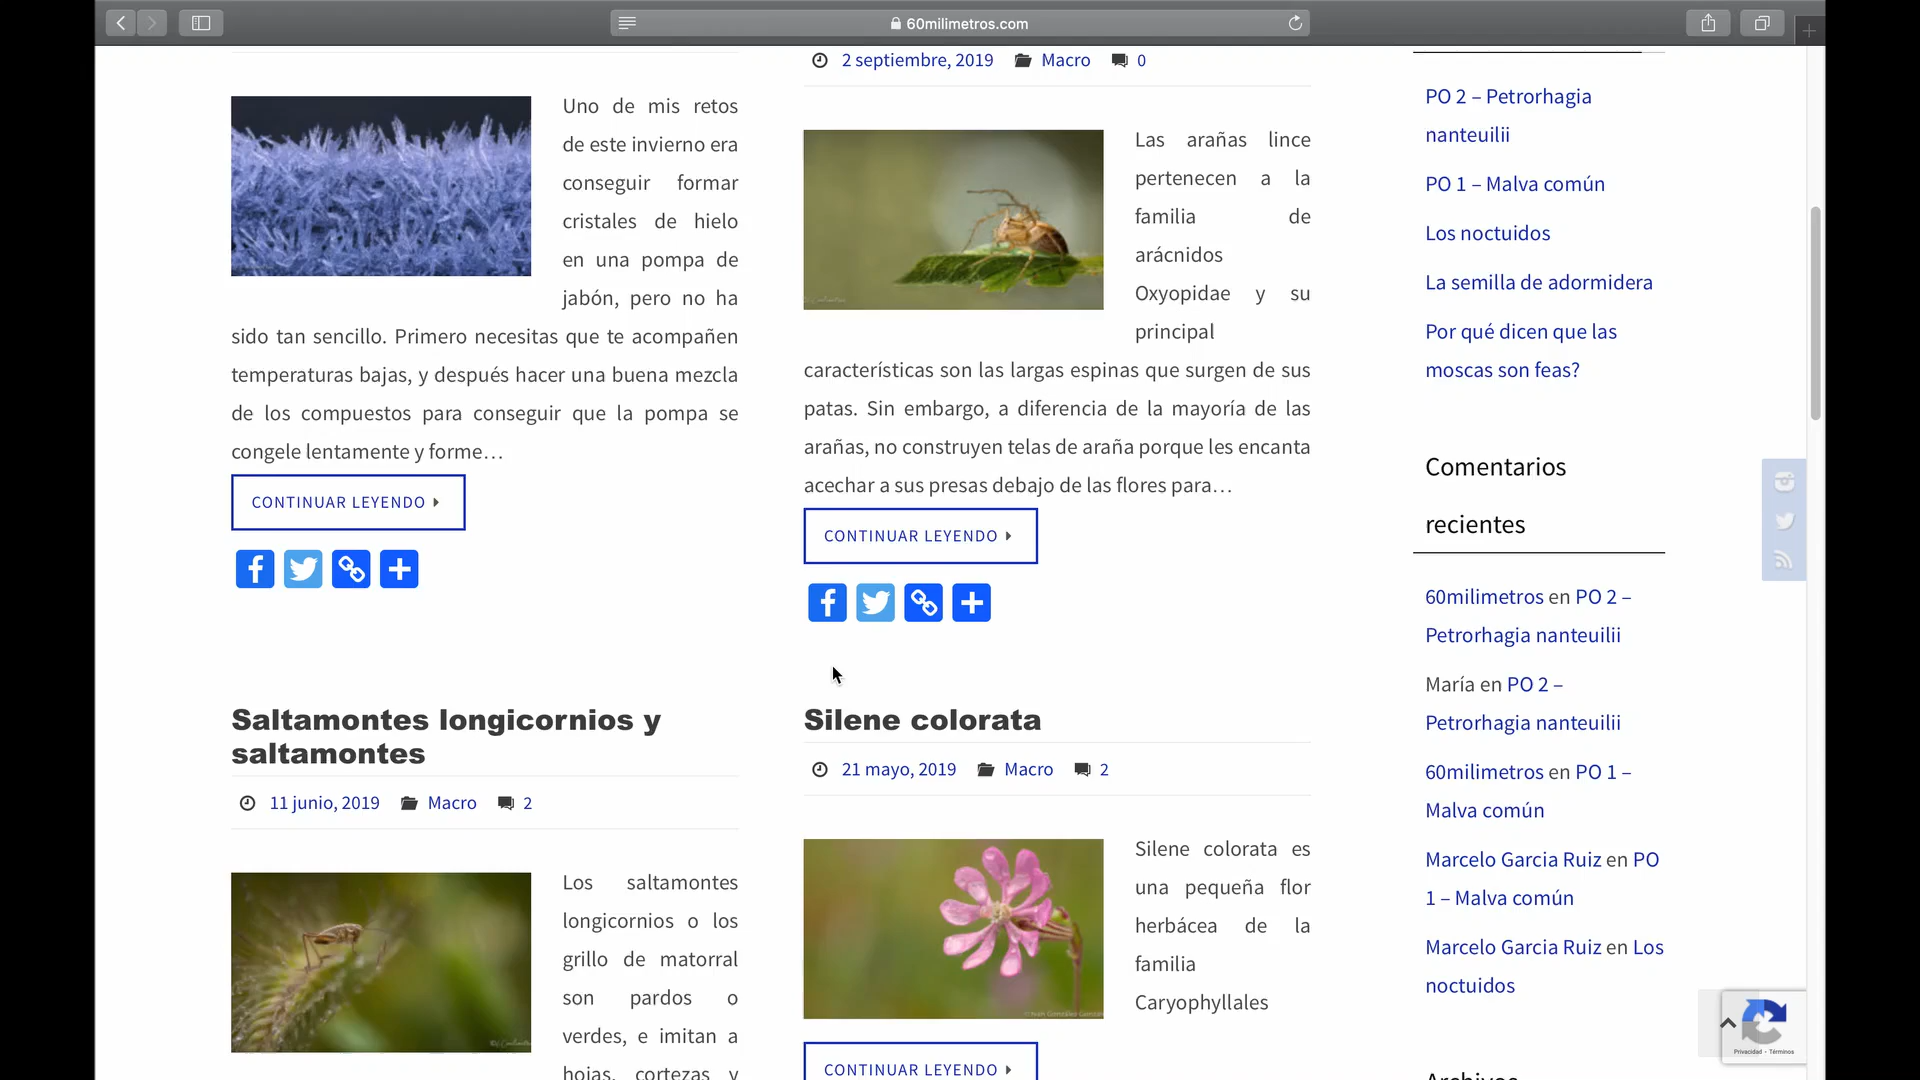 60milimetros.com
Uno de mis retos
de este invierno era
conseguir formar
cristales de hielo
en una pompa de
jabón, pero no ha
sido tan sencillo. Primero necesitas que te acompañen
temperaturas bajas, y después hacer una buena mezcla
de los compuestos para conseguir que la pompa se
congele lentamente y forme…
CONTINUAR LEYENDO
Saltamontes longicornios y
saltamontes
11 junio, 2019 Macro 2
Los saltamontes
longicornios o los
grillo de matorral
son pardos o
verdes, e imitan a
hojas, cortezas y
2 septiembre, 2019 Macro 0
Las arañas lince
pertenecen a la
familia de
arácnidos
Oxyopidae y su
principal
características son las largas espinas que surgen de sus
patas. Sin embargo, a diferencia de la mayoría de las
arañas, no construyen telas de araña porque les encanta
acechar a sus presas debajo de las flores para…
CONTINUAR LEYENDO
Silene colorata
21 mayo, 2019 Macro 2
Silene colorata es
una pequeña flor
herbácea de la
familia
Caryophyllales
CONTINUAR LEYENDO
PO 2 – Petrorhagia
nanteuilii
PO 1 – Malva común
Los noctuidos
La semilla de adormidera
Por qué dicen que las
moscas son feas?
Comentarios
recientes
60milimetros en PO 2 –
Petrorhagia nanteuilii
María en PO 2 –
Petrorhagia nanteuilii
60milimetros en PO 1 –
Malva común
Marcelo Garcia Ruiz en PO
1 – Malva común
Marcelo Garcia Ruiz en Los
noctuidos
Archivos
Privacidad - Términos